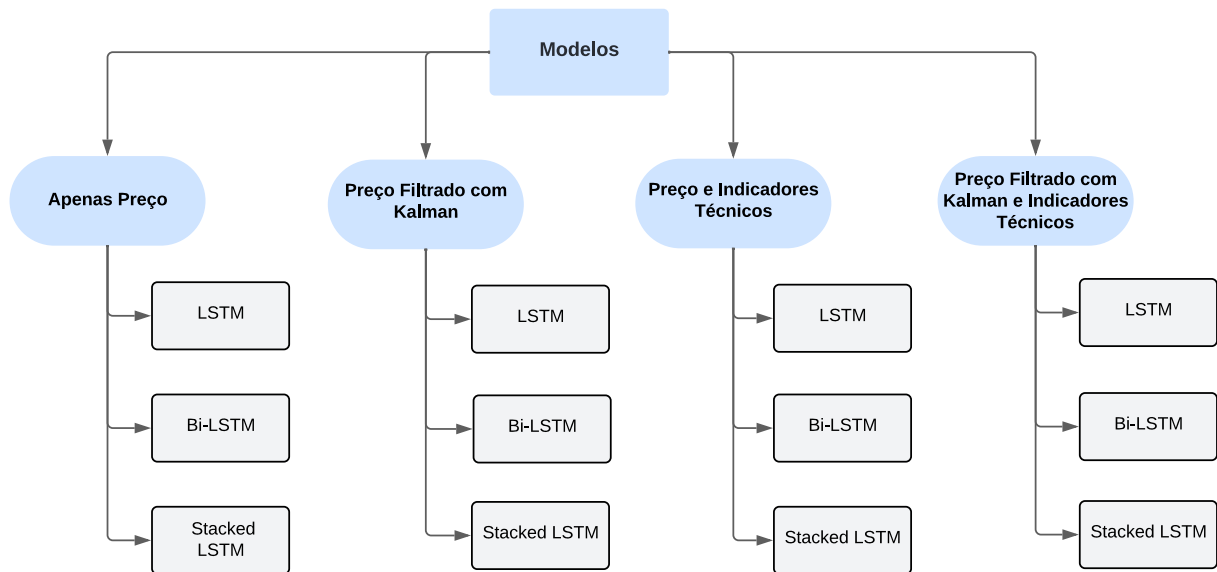 Modelos
Apenas Preço
Preço Filtrado com
Kalman
Preço e Indicadores
Técnicos
Preço Filtrado com
Kalman e Indicadores
Técnicos
LSTM
LSTM
LSTM
LSTM
Bi-LSTM
Bi-LSTM
Bi-LSTM
Bi-LSTM
Stacked
LSTM
Stacked LSTM
Stacked LSTM
Stacked LSTM